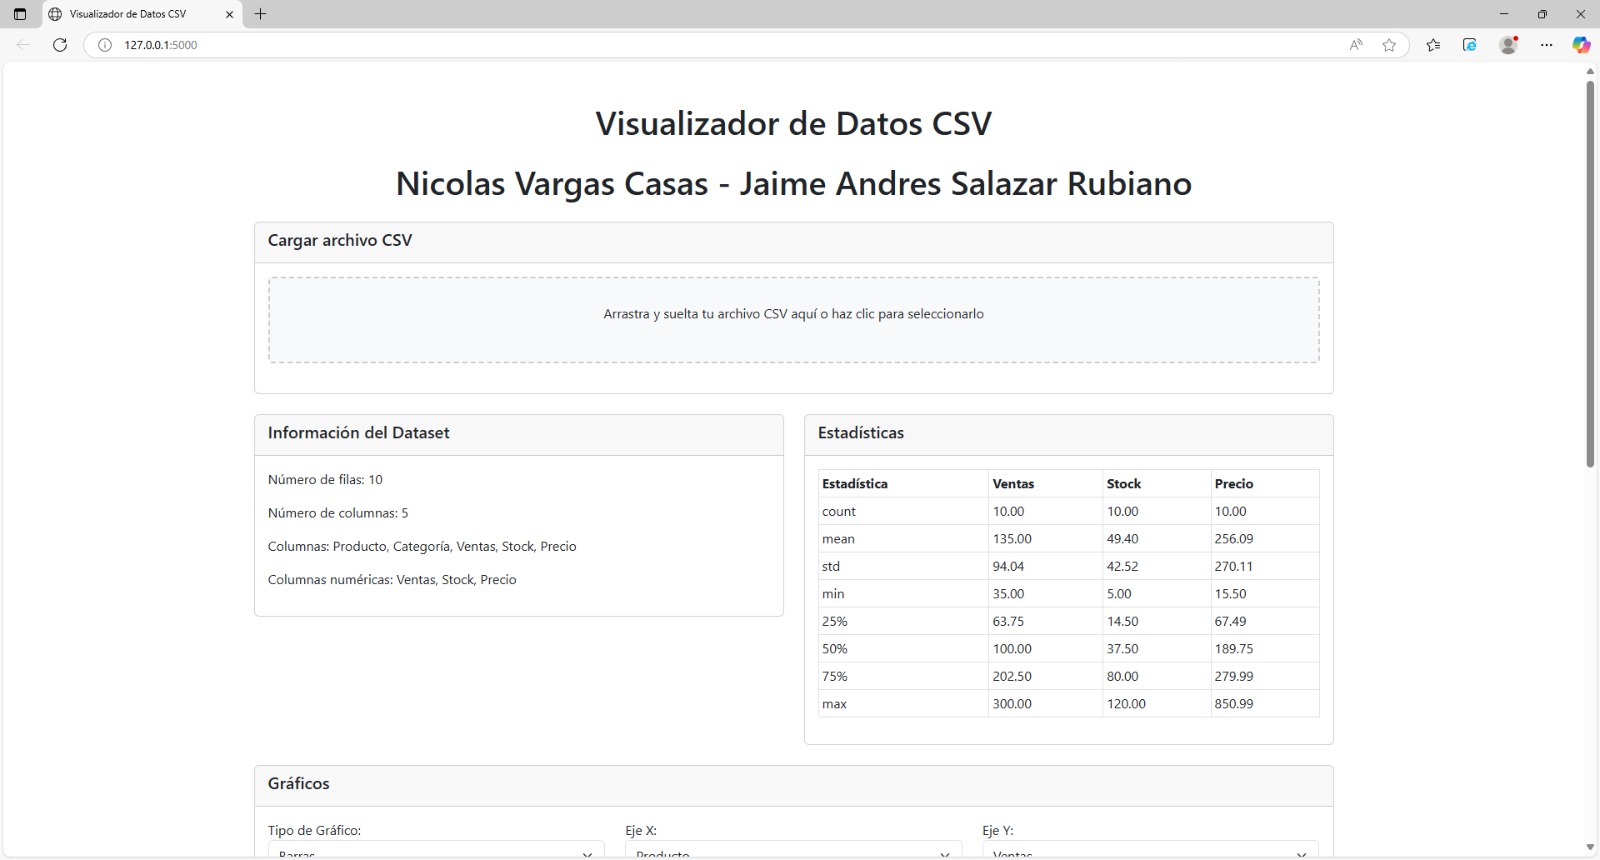 Visualizador de Datos CSV
127.0.0.1:5000
Visualizador de Datos CSV
Nicolas Vargas Casas - Jaime Andres Salazar Rubiano
Cargar archivo CSV
Arrastra y suelta tu archivo CSV aquí o haz clic para seleccionarlo
Información del Dataset
Número de filas: 10
Número de columnas: 5
Columnas: Producto, Categoría, Ventas, Stock, Precio
Columnas numéricas: Ventas, Stock, Precio
Estadísticas
Estadística Ventas Stock Precio
count 10.00 10.00 10.00
mean 135.00 49.40 256.09
std 94.04 42.52 270.11
min 35.00 5.00 15.50
25% 63.75 14.50 67.49
50% 100.00 37.50 189.75
75% 202.50 80.00 279.99
max 300.00 120.00 850.99
Gráficos
Tipo de Gráfico: Eje X: Eje Y:
Barras Producto Ventas